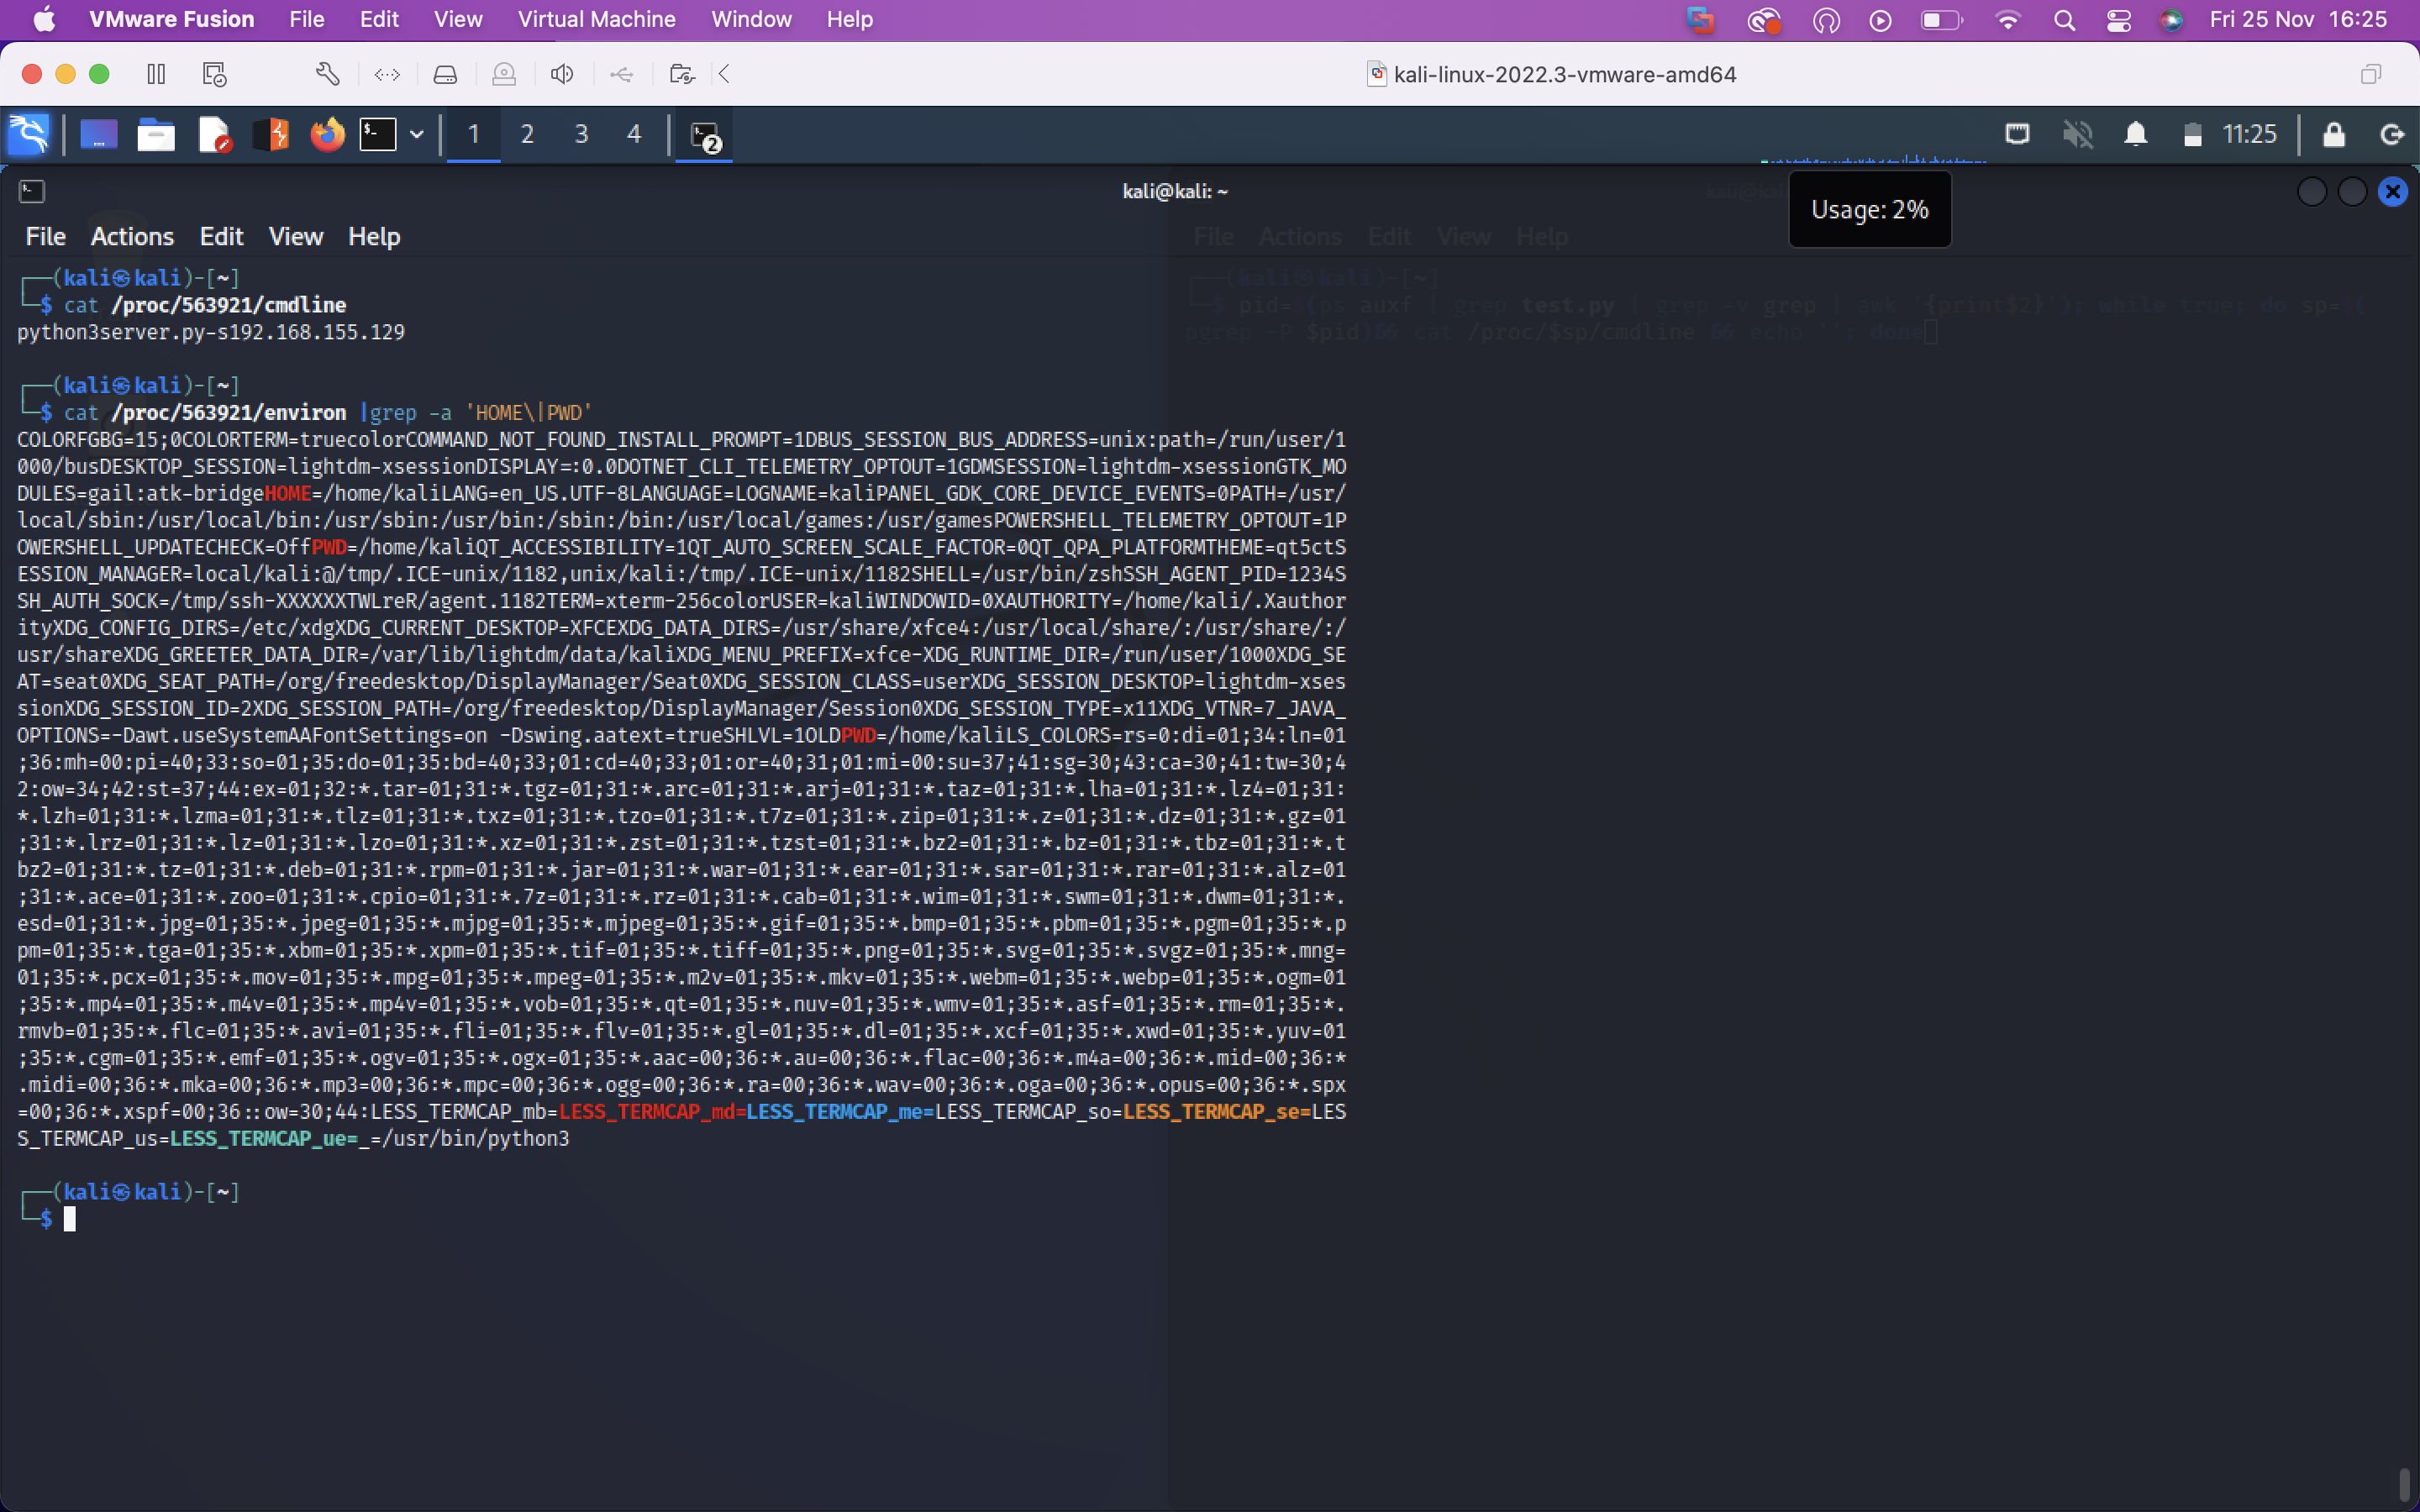 VMware Fusion File Edit View Virtual Machine Window Help Fri 25 Nov 16:25
kali-linux-2022.3-vmware-amd64
1 2 3 4 2 11:25
kali@kali: ~
Usage: 2%
File Actions Edit View Help
File Actions Edit View Help
┌──(kali㉿kali)-[~]
└─$ cat /proc/563921/cmdline
python3server.py-s192.168.155.129
┌──(kali㉿kali)-[~]
└─$ pid=$(ps auxf | grep test.py | grep -v grep | awk '{print$2}'); while true; do sp=$(
pgrep -P $pid)&& cat /proc/$sp/cmdline && echo ''; done
┌──(kali㉿kali)-[~]
└─$ cat /proc/563921/environ |grep -a 'HOME\|PWD'
COLORFGBG=15;0COLORTERM=truecolorCOMMAND_NOT_FOUND_INSTALL_PROMPT=1DBUS_SESSION_BUS_ADDRESS=unix:path=/run/user/1
000/busDESKTOP_SESSION=lightdm-xsessionDISPLAY=:0.0DOTNET_CLI_TELEMETRY_OPTOUT=1GDMSESSION=lightdm-xsessionGTK_MO
DULES=gail:atk-bridgeHOME=/home/kaliLANG=en_US.UTF-8LANGUAGE=LOGNAME=kaliPANEL_GDK_CORE_DEVICE_EVENTS=0PATH=/usr/
local/sbin:/usr/local/bin:/usr/sbin:/usr/bin:/sbin:/bin:/usr/local/games:/usr/gamesPOWERSHELL_TELEMETRY_OPTOUT=1P
OWERSHELL_UPDATECHECK=OffPWD=/home/kaliQT_ACCESSIBILITY=1QT_AUTO_SCREEN_SCALE_FACTOR=0QT_QPA_PLATFORMTHEME=qt5ctS
ESSION_MANAGER=local/kali:@/tmp/.ICE-unix/1182,unix/kali:/tmp/.ICE-unix/1182SHELL=/usr/bin/zshSSH_AGENT_PID=1234S
SH_AUTH_SOCK=/tmp/ssh-XXXXXXTWLreR/agent.1182TERM=xterm-256colorUSER=kaliWINDOWID=0XAUTHORITY=/home/kali/.Xauthor
ityXDG_CONFIG_DIRS=/etc/xdgXDG_CURRENT_DESKTOP=XFCEXDG_DATA_DIRS=/usr/share/xfce4:/usr/local/share/:/usr/share/:/
usr/shareXDG_GREETER_DATA_DIR=/var/lib/lightdm/data/kaliXDG_MENU_PREFIX=xfce-XDG_RUNTIME_DIR=/run/user/1000XDG_SE
AT=seat0XDG_SEAT_PATH=/org/freedesktop/DisplayManager/Seat0XDG_SESSION_CLASS=userXDG_SESSION_DESKTOP=lightdm-xses
sionXDG_SESSION_ID=2XDG_SESSION_PATH=/org/freedesktop/DisplayManager/Session0XDG_SESSION_TYPE=x11XDG_VTNR=7_JAVA_
OPTIONS=-Dawt.useSystemAAFontSettings=on -Dswing.aatext=trueSHLVL=1OLDPWD=/home/kaliLS_COLORS=rs=0:di=01;34:ln=01
;36:mh=00:pi=40;33:so=01;35:do=01;35:bd=40;33;01:cd=40;33;01:or=40;31;01:mi=00:su=37;41:sg=30;43:ca=30;41:tw=30;4
2:ow=34;42:st=37;44:ex=01;32:*.tar=01;31:*.tgz=01;31:*.arc=01;31:*.arj=01;31:*.taz=01;31:*.lha=01;31:*.lz4=01;31:
*.lzh=01;31:*.lzma=01;31:*.tlz=01;31:*.txz=01;31:*.tzo=01;31:*.t7z=01;31:*.zip=01;31:*.z=01;31:*.dz=01;31:*.gz=01
;31:*.lrz=01;31:*.lz=01;31:*.lzo=01;31:*.xz=01;31:*.zst=01;31:*.tzst=01;31:*.bz2=01;31:*.bz=01;31:*.tbz=01;31:*.t
bz2=01;31:*.tz=01;31:*.deb=01;31:*.rpm=01;31:*.jar=01;31:*.war=01;31:*.ear=01;31:*.sar=01;31:*.rar=01;31:*.alz=01
;31:*.ace=01;31:*.zoo=01;31:*.cpio=01;31:*.7z=01;31:*.rz=01;31:*.cab=01;31:*.wim=01;31:*.swm=01;31:*.dwm=01;31:*.
esd=01;31:*.jpg=01;35:*.jpeg=01;35:*.mjpg=01;35:*.mjpeg=01;35:*.gif=01;35:*.bmp=01;35:*.pbm=01;35:*.pgm=01;35:*.p
pm=01;35:*.tga=01;35:*.xbm=01;35:*.xpm=01;35:*.tif=01;35:*.tiff=01;35:*.png=01;35:*.svg=01;35:*.svgz=01;35:*.mng=
01;35:*.pcx=01;35:*.mov=01;35:*.mpg=01;35:*.mpeg=01;35:*.m2v=01;35:*.mkv=01;35:*.webm=01;35:*.webp=01;35:*.ogm=01
;35:*.mp4=01;35:*.m4v=01;35:*.mp4v=01;35:*.vob=01;35:*.qt=01;35:*.nuv=01;35:*.wmv=01;35:*.asf=01;35:*.rm=01;35:*.
rmvb=01;35:*.flc=01;35:*.avi=01;35:*.fli=01;35:*.flv=01;35:*.gl=01;35:*.dl=01;35:*.xcf=01;35:*.xwd=01;35:*.yuv=01
;35:*.cgm=01;35:*.emf=01;35:*.ogv=01;35:*.ogx=01;35:*.aac=00;36:*.au=00;36:*.flac=00;36:*.m4a=00;36:*.mid=00;36:*
.midi=00;36:*.mka=00;36:*.mp3=00;36:*.mpc=00;36:*.ogg=00;36:*.ra=00;36:*.wav=00;36:*.oga=00;36:*.opus=00;36:*.spx
=00;36:*.xspf=00;36::ow=30;44:LESS_TERMCAP_mb=LESS_TERMCAP_md=LESS_TERMCAP_me=LESS_TERMCAP_so=LESS_TERMCAP_se=LES
S_TERMCAP_us=LESS_TERMCAP_ue=_=/usr/bin/python3
┌──(kali㉿kali)-[~]
└─$